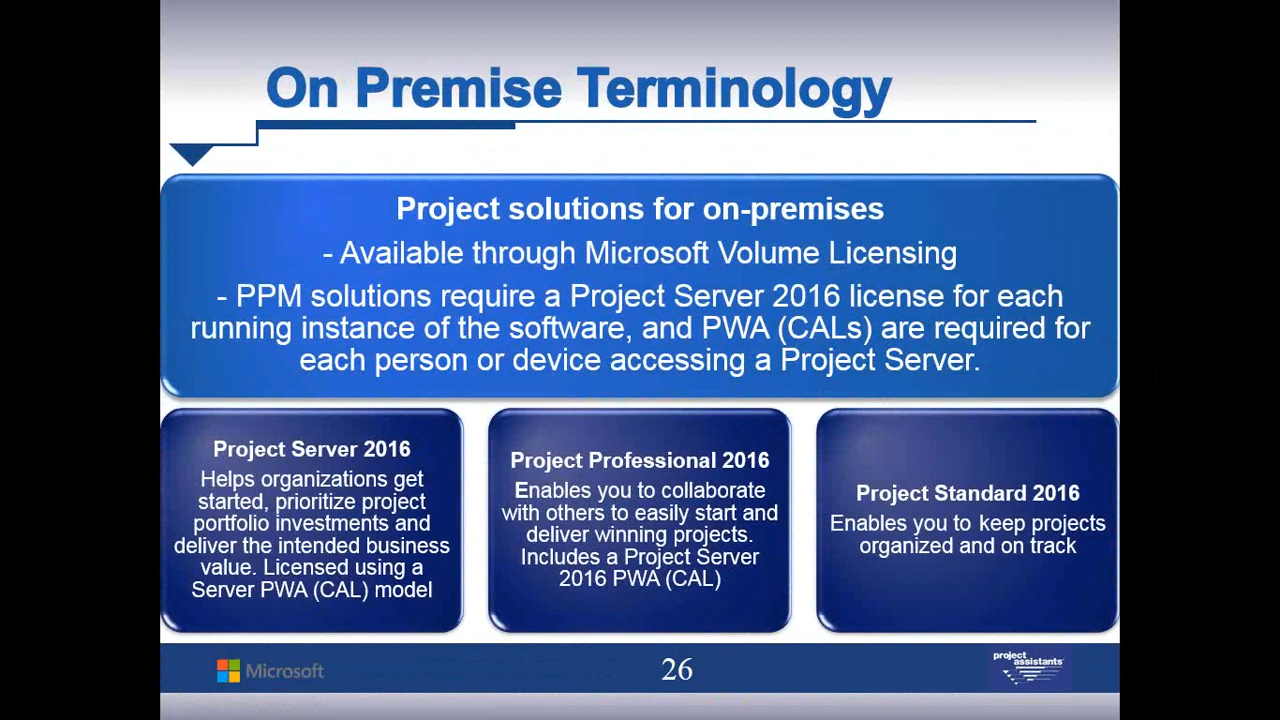 On Premise Terminology
Project solutions for on-premises
- Available through Microsoft Volume Licensing
- PPM solutions require a Project Server 2016 license for each
running instance of the software, and PWA (CALs) are required for
each person or device accessing a Project Server.
Project Server 2016
Helps organizations get
started, prioritize project
portfolio investments and
deliver the intended business
value. Licensed using a
Server PWA (CAL) model
Project Professional 2016
Enables you to collaborate
with others to easily start and
deliver winning projects.
Includes a Project Server
2016 PWA (CAL)
Project Standard 2016
Enables you to keep projects
organized and on track
Microsoft
26
project
assistants